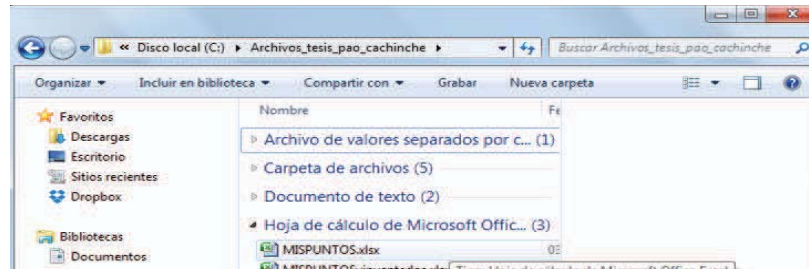 « Disco local (C:) ▸ Archivos_tesis_pao_cachinche ▸ Buscar Archivos_tesis_pao_cachinche
Organizar Incluir en biblioteca Compartir con Grabar Nueva carpeta
Favoritos
Descargas
Escritorio
Sitios recientes
Dropbox
Bibliotecas
Documentos
Nombre Fe
Archivo de valores separados por c... (1)
Carpeta de archivos (5)
Documento de texto (2)
Hoja de cálculo de Microsoft Offic... (3)
MISPUNTOS.xlsx 03